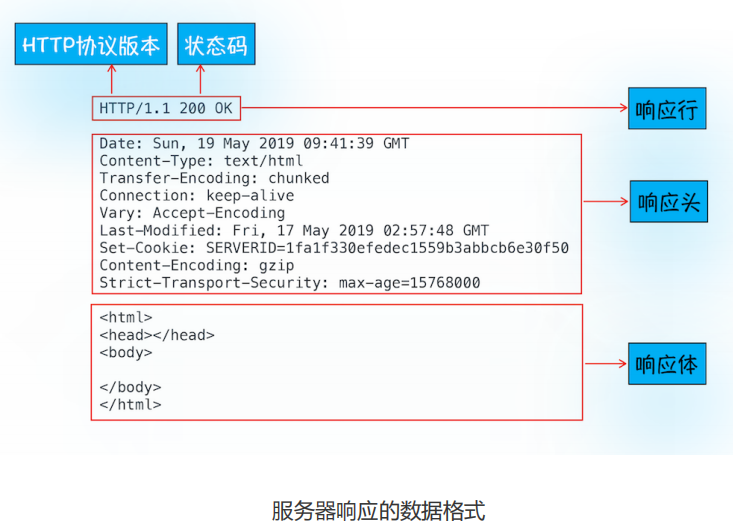 HTTP协议版本
状态码
HTTP/1.1 200 OK
响应行
Date: Sun, 19 May 2019 09:41:39 GMT
Content-Type: text/html
Transfer-Encoding: chunked
Connection: keep-alive
Vary: Accept-Encoding
Last-Modified: Fri, 17 May 2019 02:57:48 GMT
Set-Cookie: SERVERID=1fa1f330efedec1559b3abbcb6e30f50
Content-Encoding: gzip
Strict-Transport-Security: max-age=15768000
响应头
<html>
<head></head>
<body>
</body>
</html>
响应体
服务器响应的数据格式